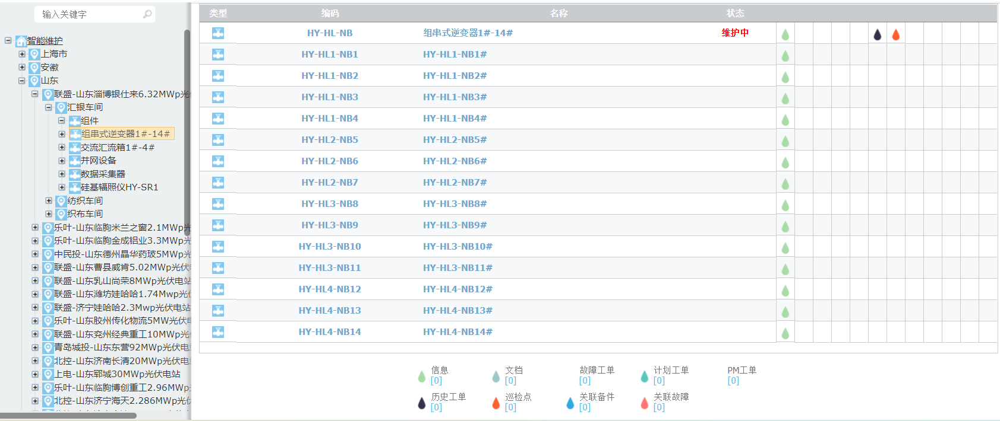 输入关键字
智能维护
上海市
安徽
山东
联盛-山东淄博银仕来6.32MWp光
汇银车间
组件
组串式逆变器1#-14#
交流汇流箱1#-4#
并网设备
数据采集器
硅基辐照仪HY-SR1
纺织车间
织布车间
乐叶-山东临朐米兰之窗2.1MWp光
乐叶-山东临朐金成铝业3.3MWp光
中民投-山东德州晶华药玻5MWp光
联盛-山东曹县威肯5.02MWp光伏
联盛-山东乳山尚荣8MWp光伏电站
联盛-山东潍坊娃哈哈1.74Mwp光
联盛-济宁娃哈哈2.3Mwp光伏电站
乐叶-山东胶州传化物流5MW光伏
联盛-山东兖州经典重工10MWp光
青岛城投-山东东营92MWp光伏电
北控-山东济南长清20MWp光伏电
上电-山东郓城30MWp光伏电站
乐叶-山东临朐博创重工2.96MWp
北控-山东济宁海天2.286MWp光
类型 编码 名称 状态
HY-HL-NB 组串式逆变器1#-14# 维护中
HY-HL1-NB1 HY-HL1-NB1#
HY-HL1-NB2 HY-HL1-NB2#
HY-HL1-NB3 HY-HL1-NB3#
HY-HL1-NB4 HY-HL1-NB4#
HY-HL2-NB5 HY-HL2-NB5#
HY-HL2-NB6 HY-HL2-NB6#
HY-HL2-NB7 HY-HL2-NB7#
HY-HL3-NB8 HY-HL3-NB8#
HY-HL3-NB9 HY-HL3-NB9#
HY-HL3-NB10 HY-HL3-NB10#
HY-HL3-NB11 HY-HL3-NB11#
HY-HL4-NB12 HY-HL4-NB12#
HY-HL4-NB13 HY-HL4-NB13#
HY-HL4-NB14 HY-HL4-NB14#
信息 文档 故障工单 计划工单 PM工单
[0] [0] [0] [0] [0]
历史工单 巡检点 关联备件 关联故障
[0] [0] [0] [0]